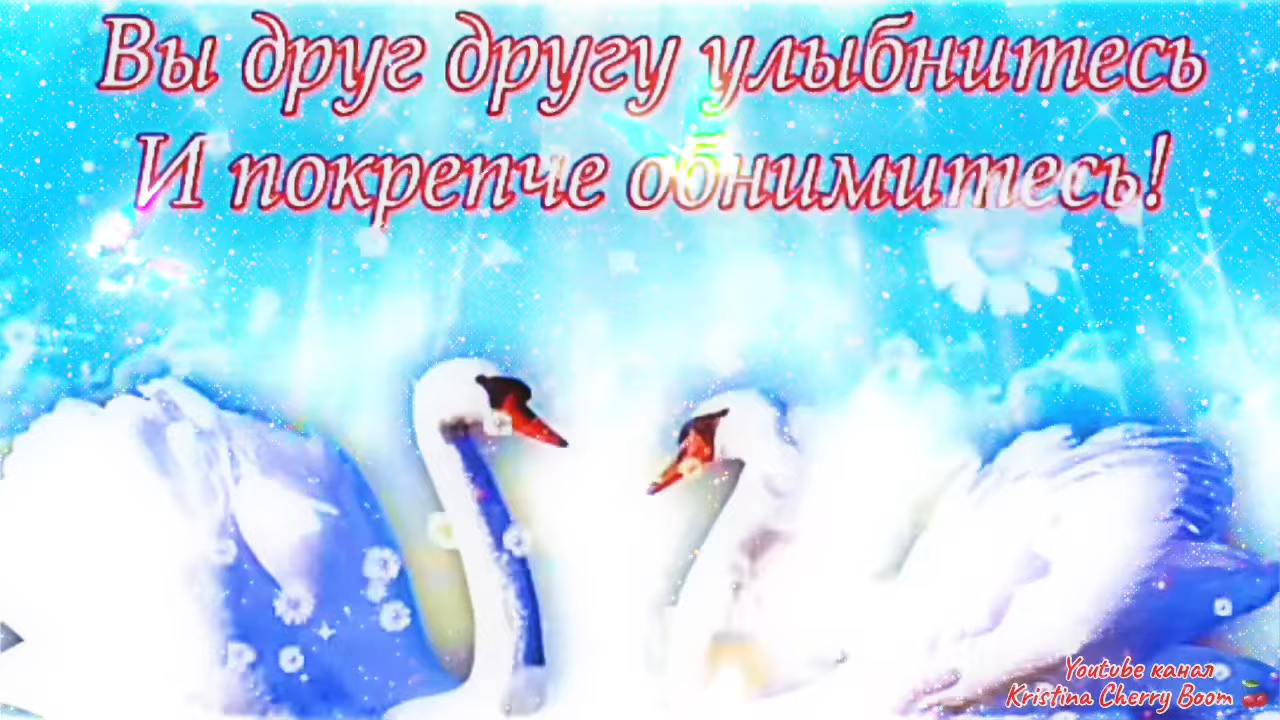 Вы друг другу улыбнитесь
И покрепче обнимитесь!
Youtube канал
Kristina Cherry Boom